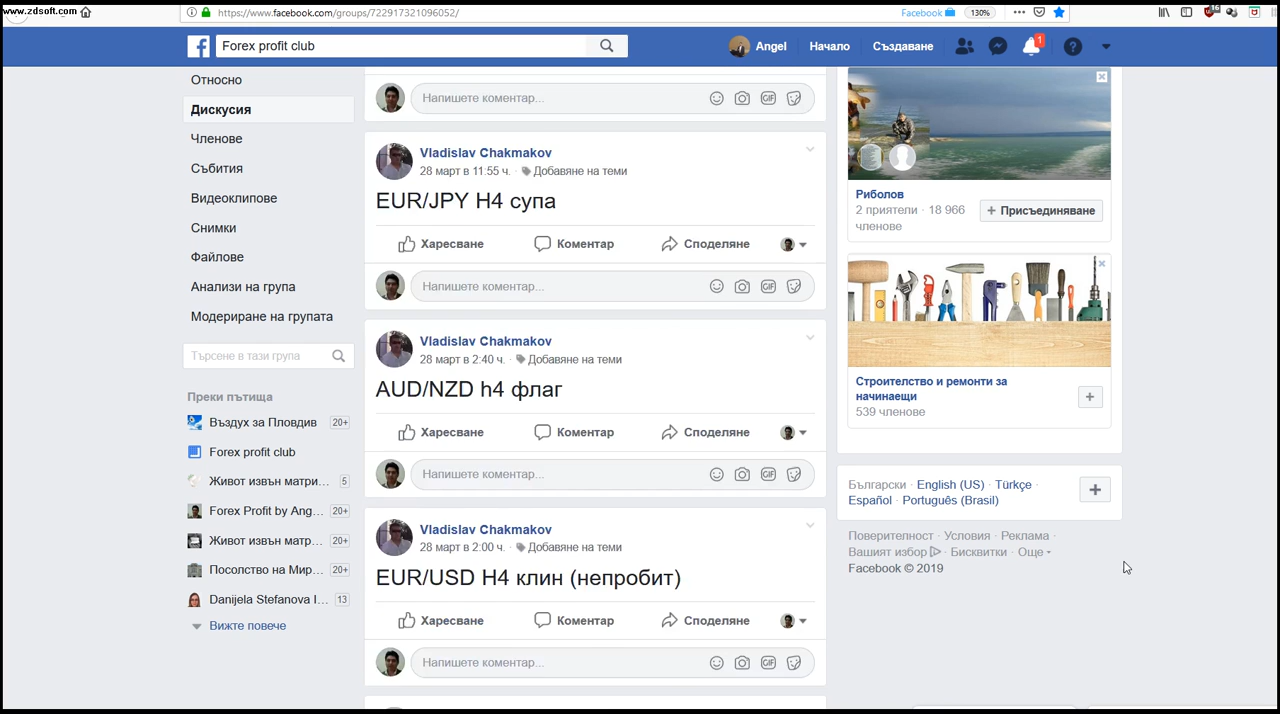 www.zdsoft.com
https://www.facebook.com/groups/722917321096052/
Facebook
130%
Forex profit club
Angel
Начало
Създаване
1
Относно
Дискусия
Членове
Събития
Видеоклипове
Снимки
Файлове
Анализи на група
Модериране на групата
Търсене в тази група
Преки пътища
Въздух за Пловдив 20+
Forex profit club
Живот извън матри... 5
Forex Profit by Ang... 20+
Живот извън матр... 20+
Посолство на Мир... 20+
Danijela Stefanova I... 13
Вижте повече
Напишете коментар...
GIF
Vladislav Chakmakov
28 март в 11:55 ч. · Добавяне на теми
EUR/JPY H4 супа
Харесване Коментар Споделяне
Напишете коментар...
GIF
Vladislav Chakmakov
28 март в 2:40 ч. · Добавяне на теми
AUD/NZD h4 флаг
Харесване Коментар Споделяне
Напишете коментар...
GIF
Vladislav Chakmakov
28 март в 2:00 ч. · Добавяне на теми
EUR/USD H4 клин (непробит)
Харесване Коментар Споделяне
Напишете коментар...
GIF
Риболов
2 приятели · 18 966
членове
+ Присъединяване
Строителство и ремонти за
начинаещи
539 членове
Български · English (US) · Türkçe ·
Español · Português (Brasil)
Поверителност · Условия · Реклама ·
Вашият избор · Бисквитки · Още
Facebook © 2019